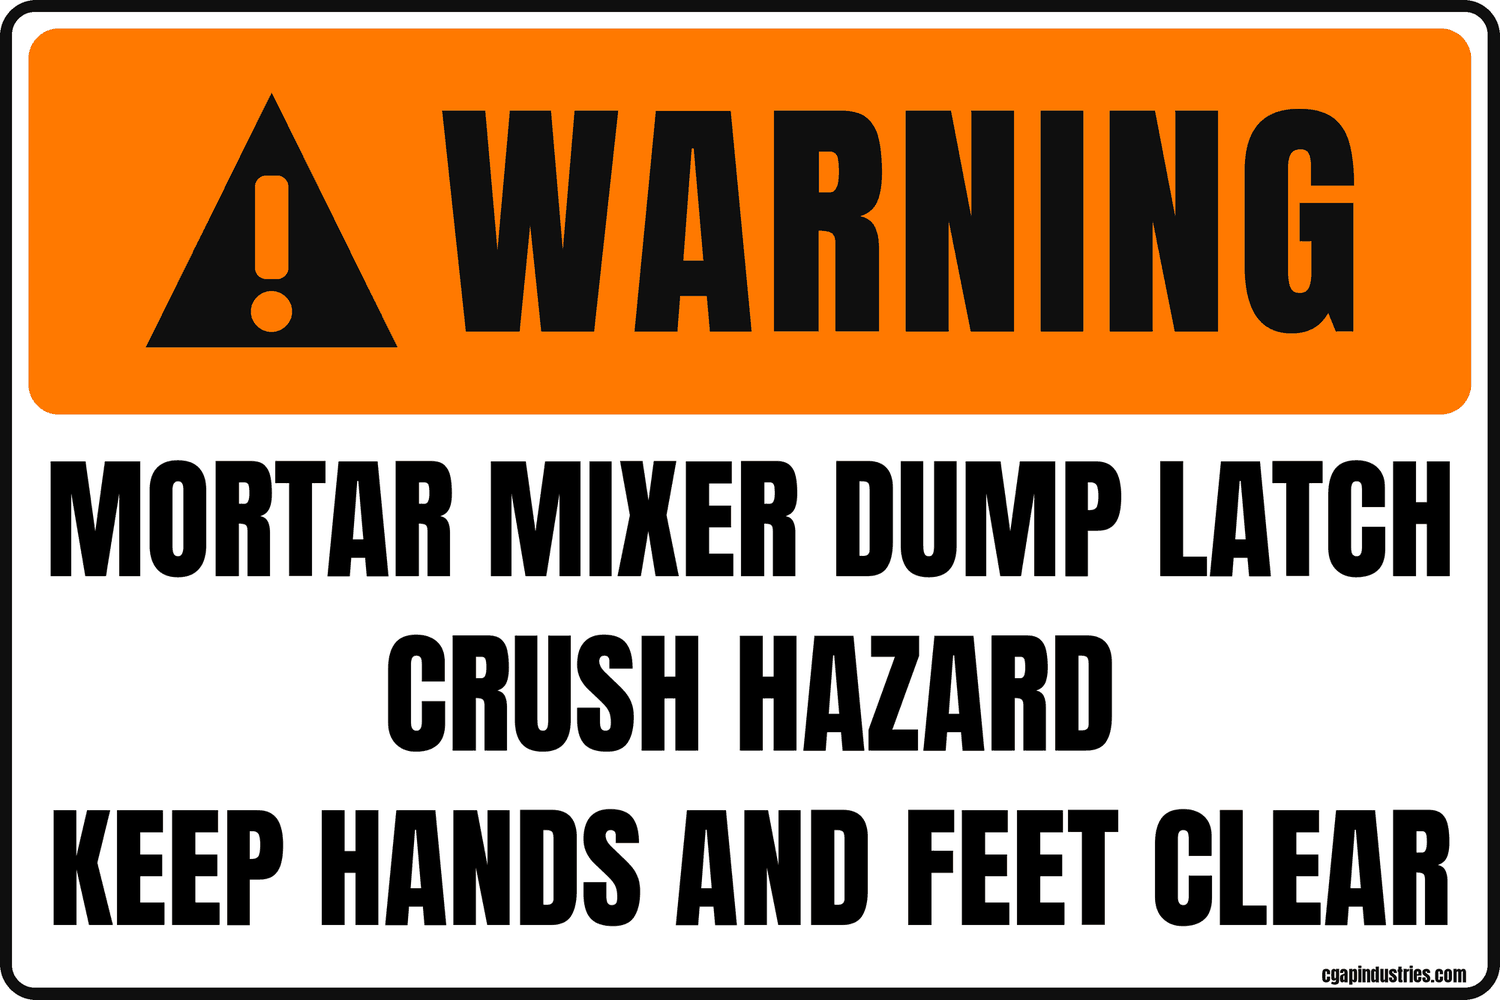 WARNING
MORTAR MIXER DUMP LATCH
CRUSH HAZARD
KEEP HANDS AND FEET CLEAR
cgapindustries.com